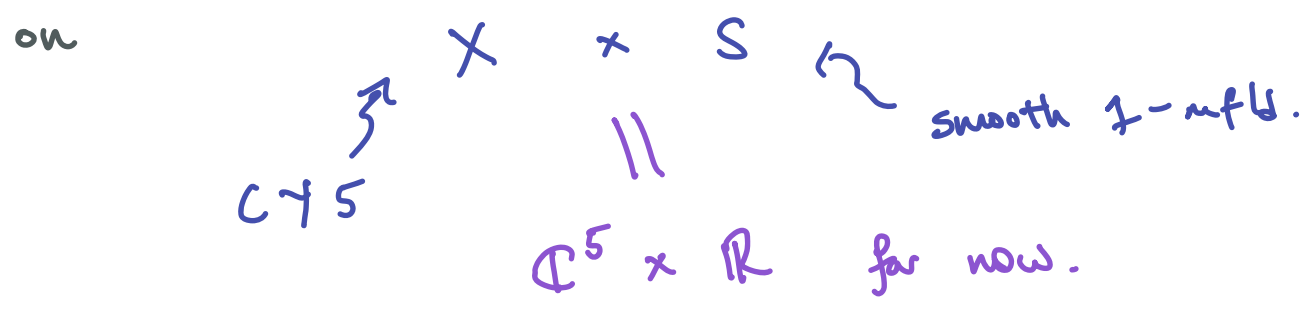 on X × S
smooth 1-mfld.
CY5
||
ℂ⁵ × ℝ for now.